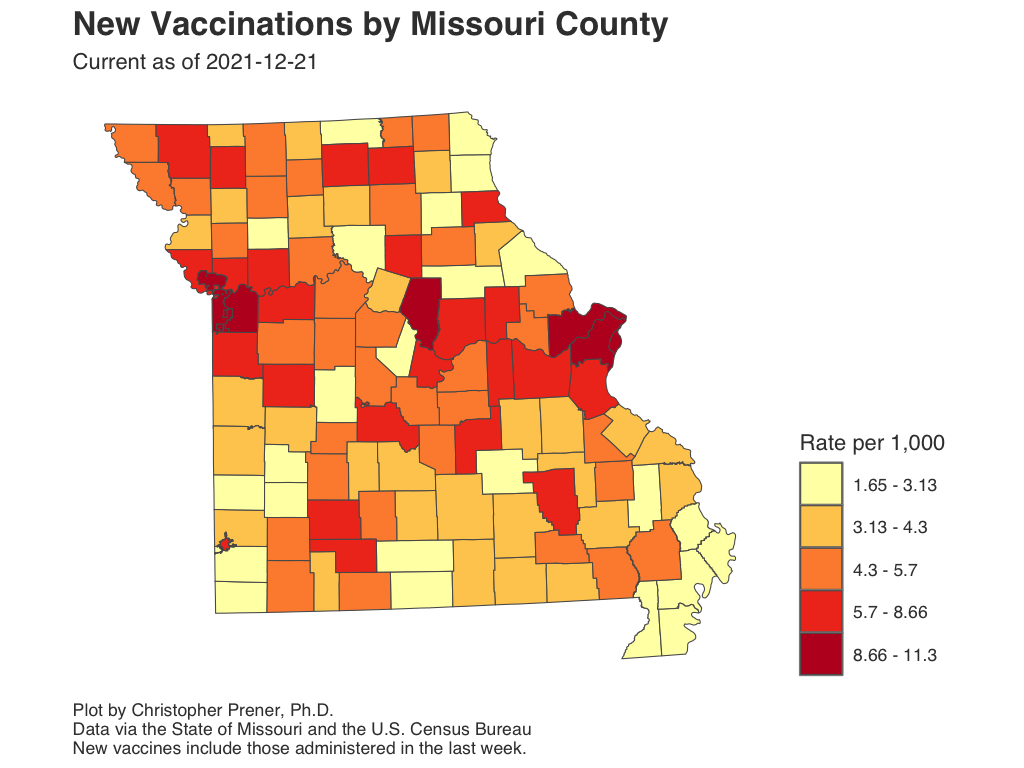 New Vaccinations by Missouri County
Current as of 2021-12-21
Rate per 1,000
1.65 - 3.13
3.13 - 4.3
4.3 - 5.7
5.7 - 8.66
8.66 - 11.3
Plot by Christopher Prener, Ph.D.
Data via the State of Missouri and the U.S. Census Bureau
New vaccines include those administered in the last week.